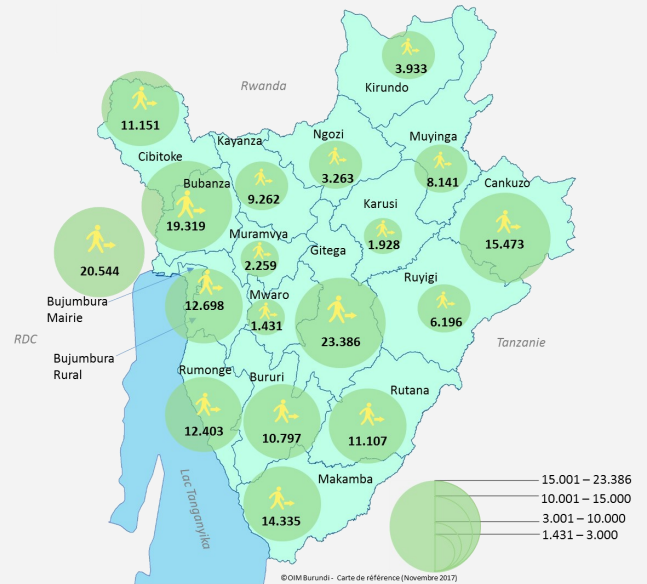 3.933
Kirundo
Rwanda
11.151
Cibitoke
Kayanza
Ngozi
3.263
Muyinga
8.141
Cankuzo
15.473
Bubanza
19.319
9.262
Karusi
1.928
Muramvya
2.259
Gitega
23.386
20.544
Bujumbura
Mairie
12.698
Mwaro
1.431
Ruyigi
6.196
RDC
Bujumbura
Rural
Tanzanie
Rumonge
12.403
Bururi
10.797
Rutana
11.107
Makamba
14.335
Lac Tanganyika
15.001 – 23.386
10.001 – 15.000
3.001 – 10.000
1.431 – 3.000
©OIM Burundi - Carte de référence (Novembre 2017)